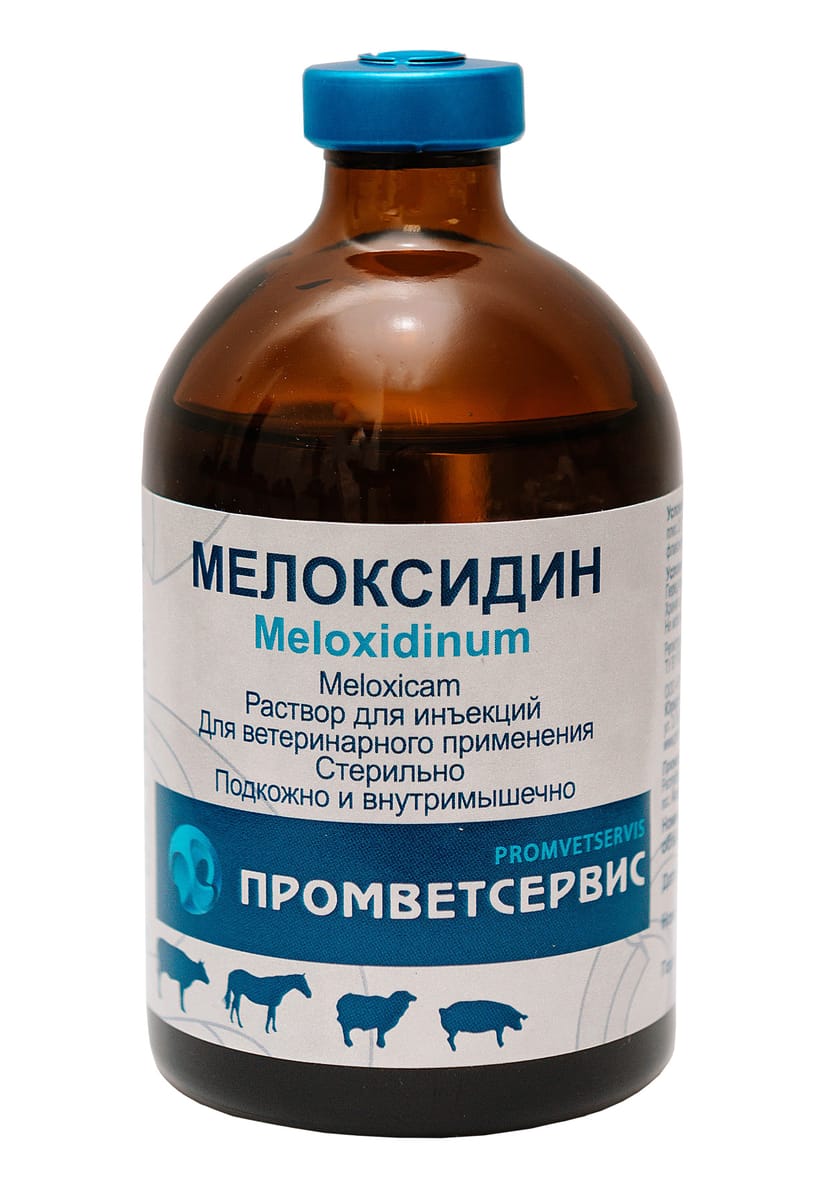 МЕЛОКСИДИН
Meloxidinum
Meloxicam
Раствор для инъекций
Для ветеринарного применения
Стерильно
Подкожно и внутримышечно
PROMVETSERVIS
ПРОМВЕТСЕРВИС